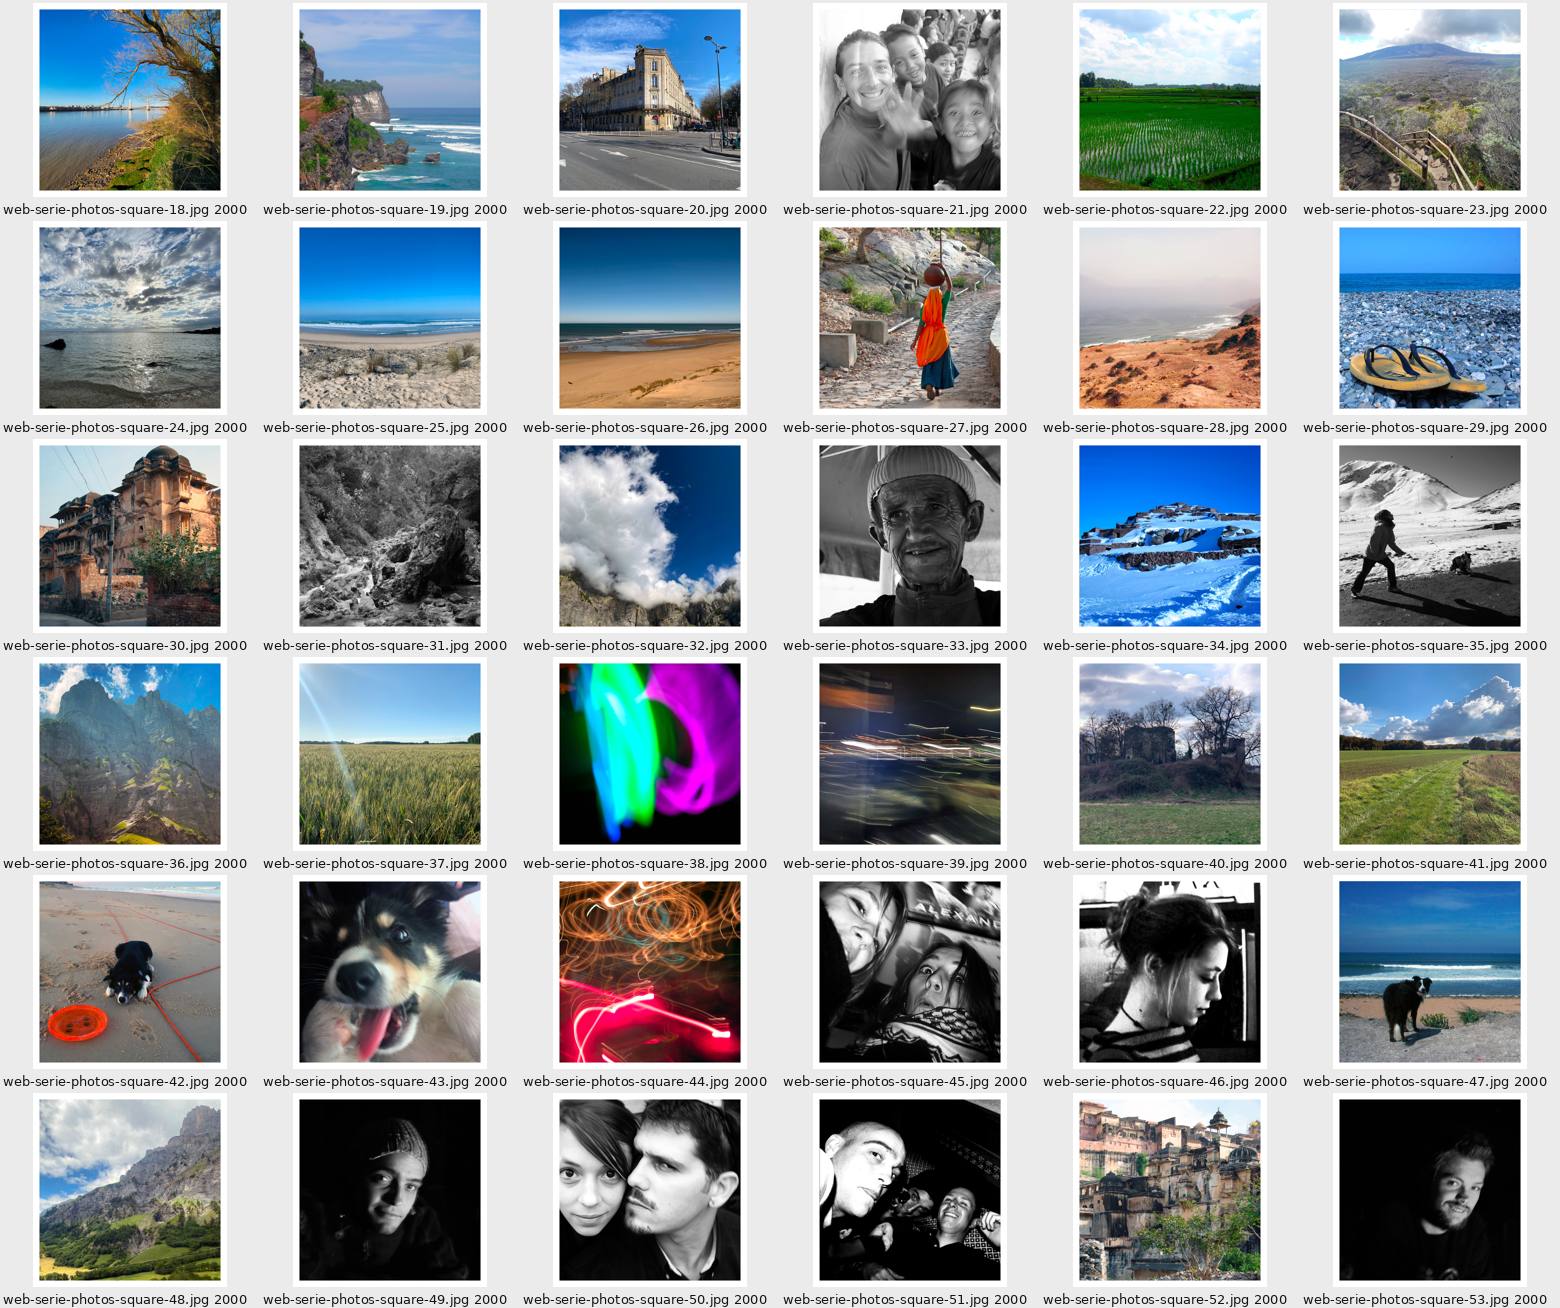 web-serie-photos-square-18.jpg 2000 web-serie-photos-square-19.jpg 2000 web-serie-photos-square-20.jpg 2000 web-serie-photos-square-21.jpg 2000 web-serie-photos-square-22.jpg 2000 web-serie-photos-square-23.jpg 2000
web-serie-photos-square-24.jpg 2000 web-serie-photos-square-25.jpg 2000 web-serie-photos-square-26.jpg 2000 web-serie-photos-square-27.jpg 2000 web-serie-photos-square-28.jpg 2000 web-serie-photos-square-29.jpg 2000
web-serie-photos-square-30.jpg 2000 web-serie-photos-square-31.jpg 2000 web-serie-photos-square-32.jpg 2000 web-serie-photos-square-33.jpg 2000 web-serie-photos-square-34.jpg 2000 web-serie-photos-square-35.jpg 2000
web-serie-photos-square-36.jpg 2000 web-serie-photos-square-37.jpg 2000 web-serie-photos-square-38.jpg 2000 web-serie-photos-square-39.jpg 2000 web-serie-photos-square-40.jpg 2000 web-serie-photos-square-41.jpg 2000
ALEXAN
web-serie-photos-square-42.jpg 2000 web-serie-photos-square-43.jpg 2000 web-serie-photos-square-44.jpg 2000 web-serie-photos-square-45.jpg 2000 web-serie-photos-square-46.jpg 2000 web-serie-photos-square-47.jpg 2000
web-serie-photos-square-48.jpg 2000 web-serie-photos-square-49.jpg 2000 web-serie-photos-square-50.jpg 2000 web-serie-photos-square-51.jpg 2000 web-serie-photos-square-52.jpg 2000 web-serie-photos-square-53.jpg 2000